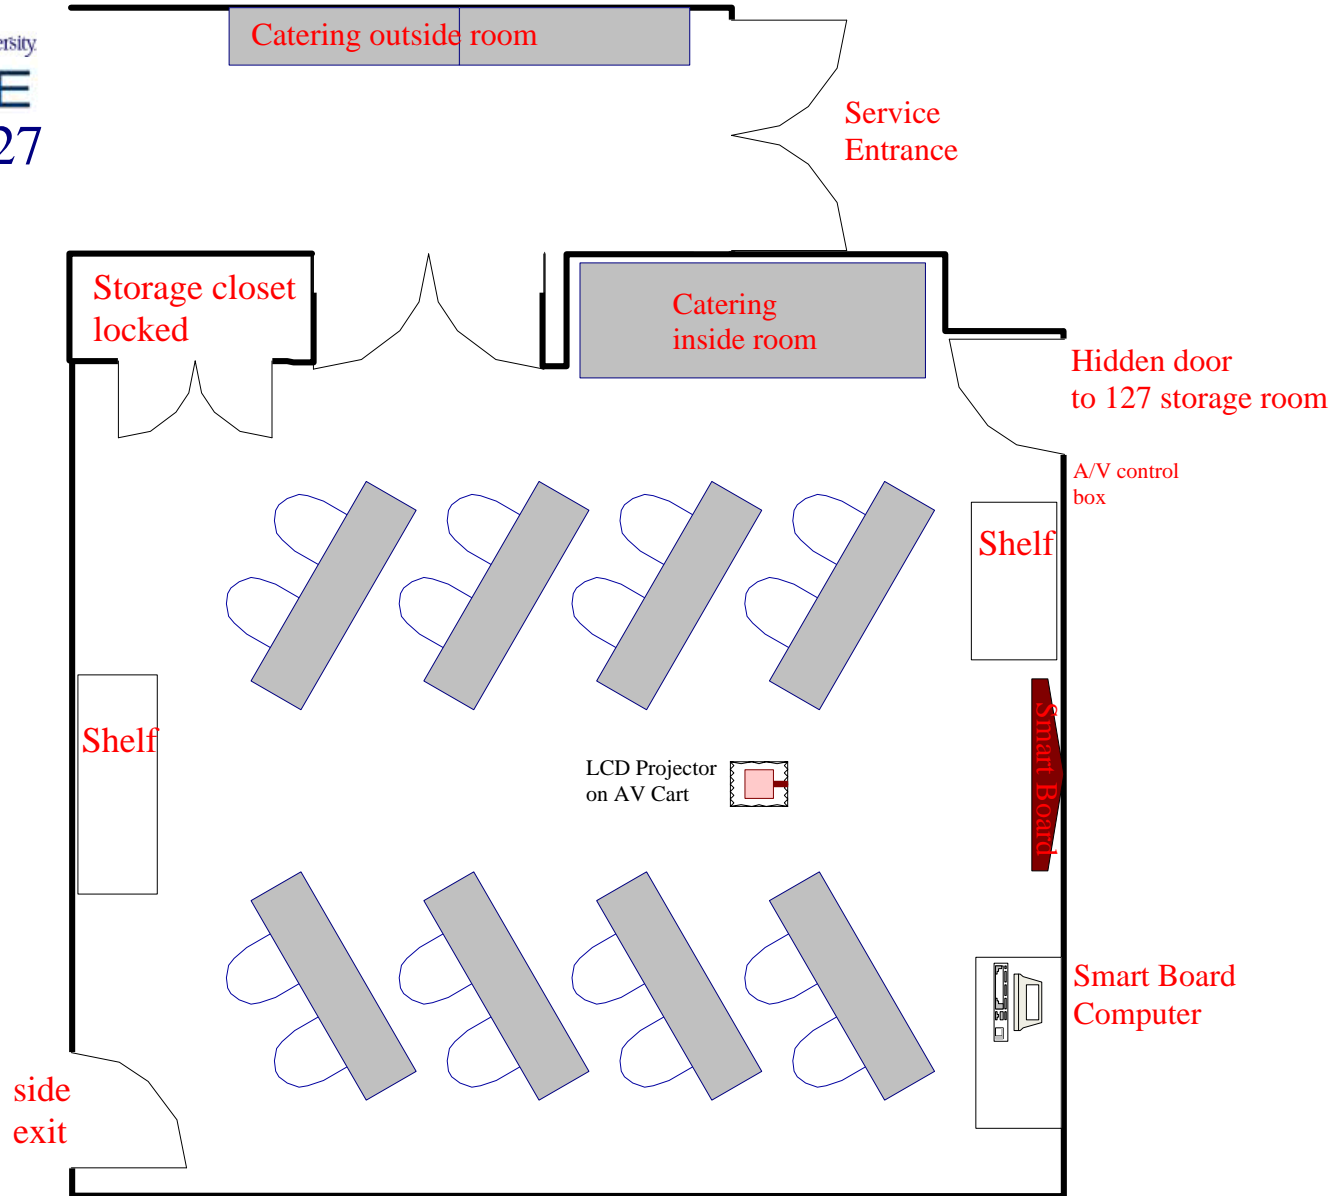 Catering outside room
27
Service
Entrance
Storage closet
locked
Catering
inside room
Hidden door
to 127 storage room
A/V control
box
Shelf
Shelf
Smart Board
LCD Projector
on AV Cart
Smart Board
Computer
side
exit